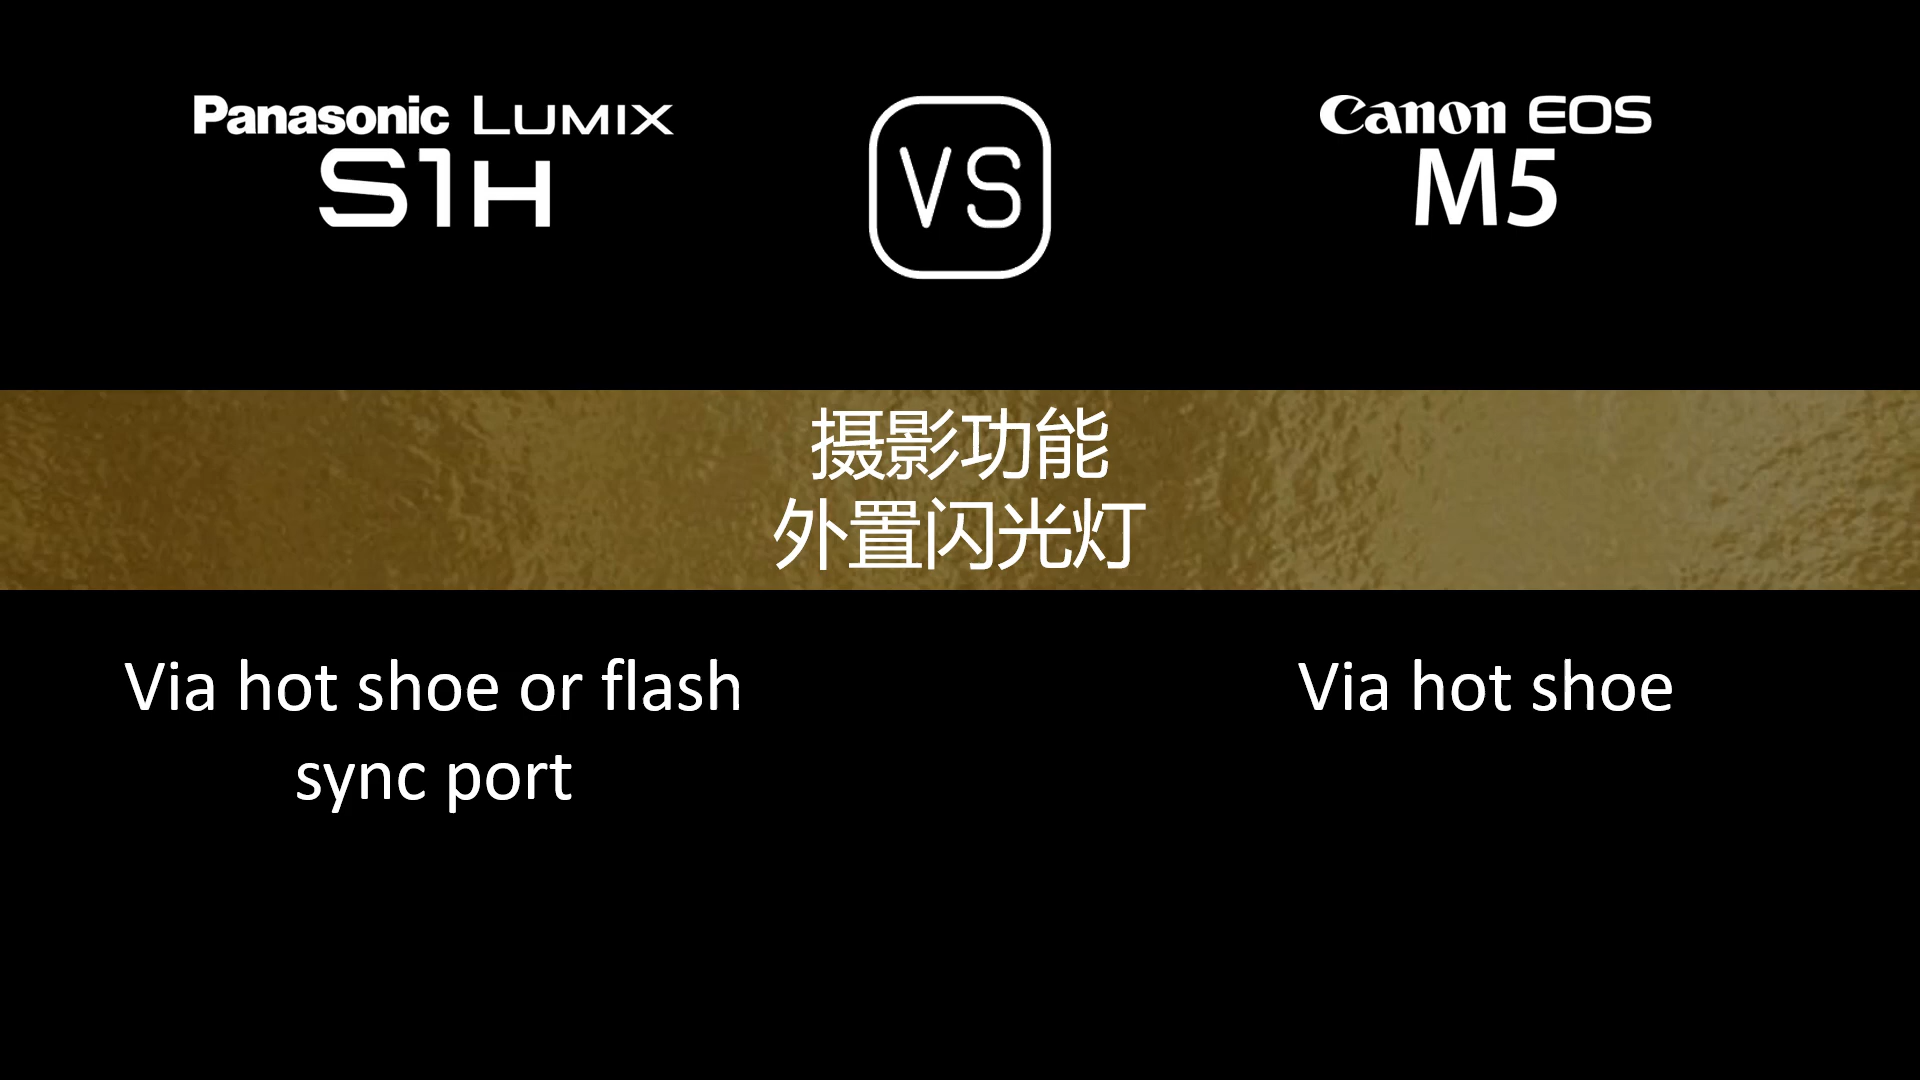 Panasonic LUMIX
S1H
VS
Canon EOS
M5
摄影功能
外置闪光灯
Via hot shoe or flash
sync port
Via hot shoe